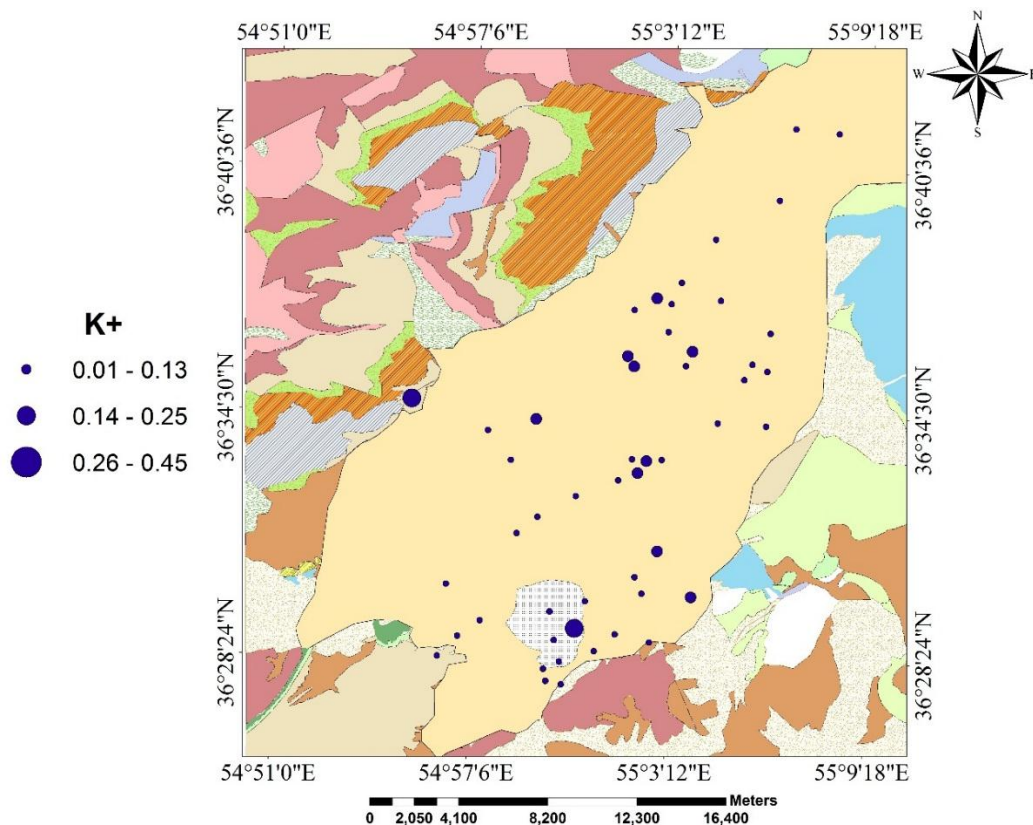 54°51'0"E 54°57'6"E 55°3'12"E 55°9'18"E
N
W E
S
36°40'36"N 36°40'36"N
K+
0.01 - 0.13
0.14 - 0.25
0.26 - 0.45
36°34'30"N 36°34'30"N
36°28'24"N 36°28'24"N
54°51'0"E 54°57'6"E 55°3'12"E 55°9'18"E
Meters
0 2,050 4,100 8,200 12,300 16,400